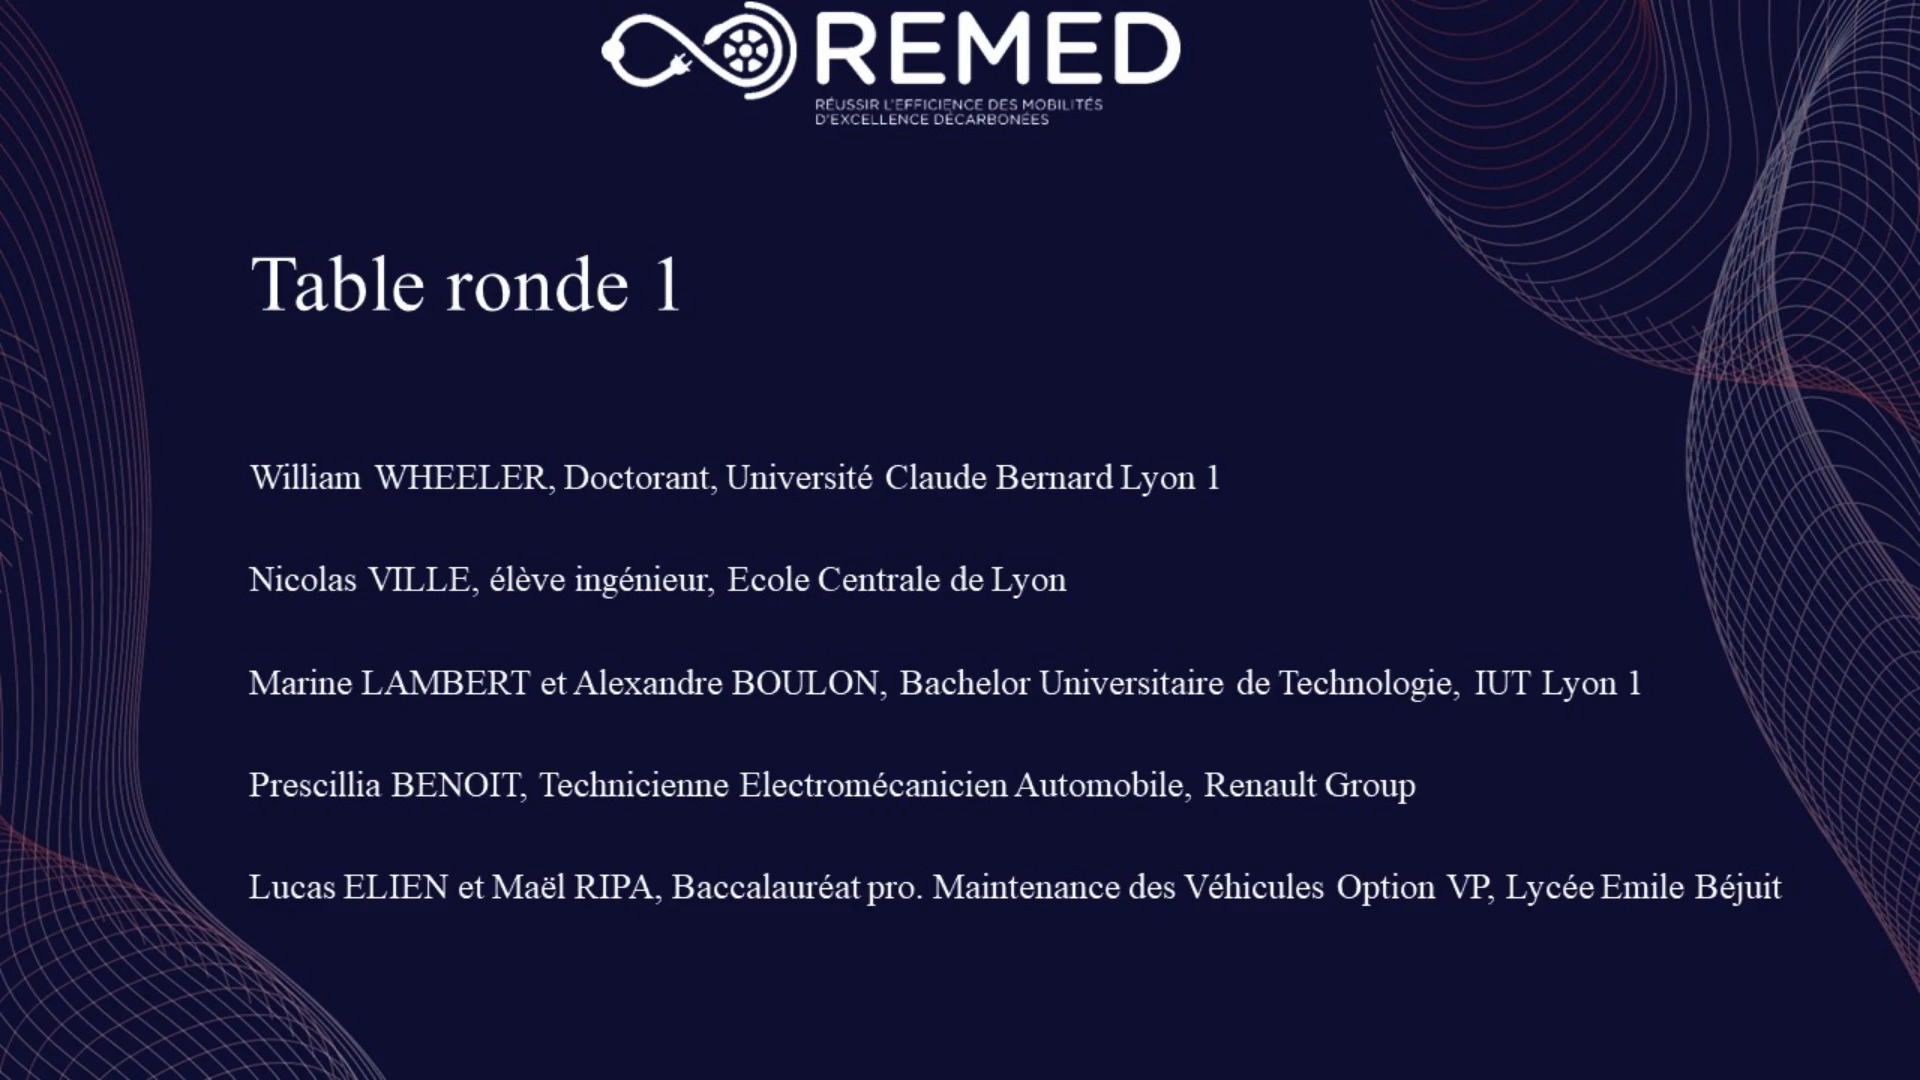 REMED
RÉUSSIR L'EFFICIENCE DES MOBILITÉS
D'EXCELLENCE DÉCARBONÉES
Table ronde 1
William WHEELER, Doctorant, Université Claude Bernard Lyon 1
Nicolas VILLE, élève ingénieur, Ecole Centrale de Lyon
Marine LAMBERT et Alexandre BOULON, Bachelor Universitaire de Technologie, IUT Lyon 1
Prescillia BENOIT, Technicienne Electromécanicien Automobile, Renault Group
Lucas ELIEN et Maël RIPA, Baccalauréat pro. Maintenance des Véhicules Option VP, Lycée Emile Béjuit